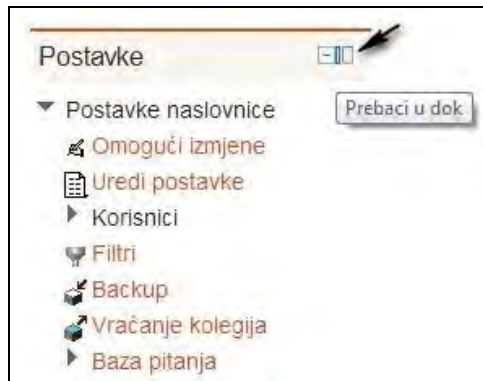 Postavke
Postavke naslovnice
Prebaci u dok
Omogući izmjene
Uredi postavke
Korisnici
Filtri
Backup
Vraćanje kolegija
Baza pitanja